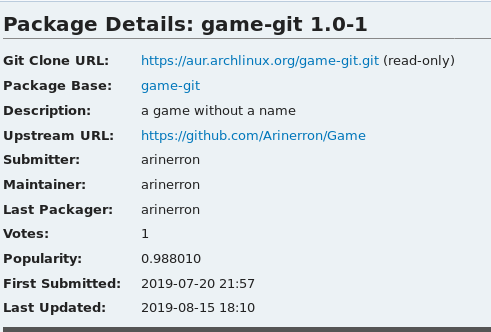 Package Details: game-git 1.0-1
Git Clone URL: https://aur.archlinux.org/game-git.git (read-only)
Package Base: game-git
Description: a game without a name
Upstream URL: https://github.com/Arinerron/Game
Submitter: arinerron
Maintainer: arinerron
Last Packager: arinerron
Votes: 1
Popularity: 0.988010
First Submitted: 2019-07-20 21:57
Last Updated: 2019-08-15 18:10